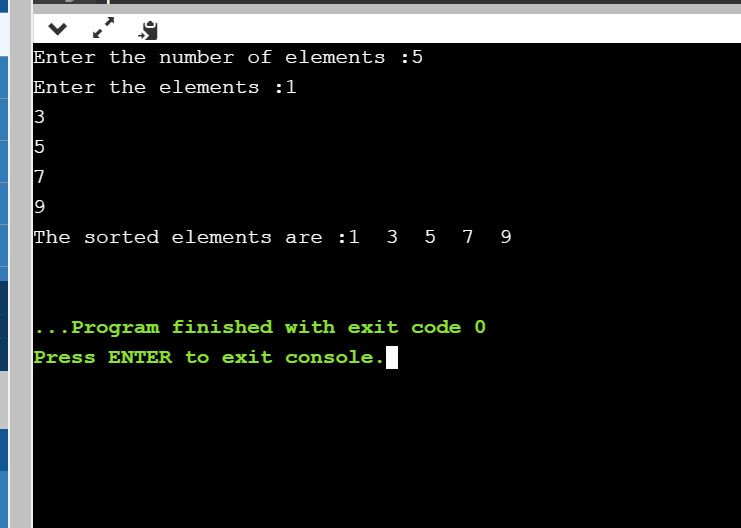 Enter the number of elements :5
Enter the elements :1
3
5
7
9
The sorted elements are :1  3  5  7  9
...Program finished with exit code 0
Press ENTER to exit console.